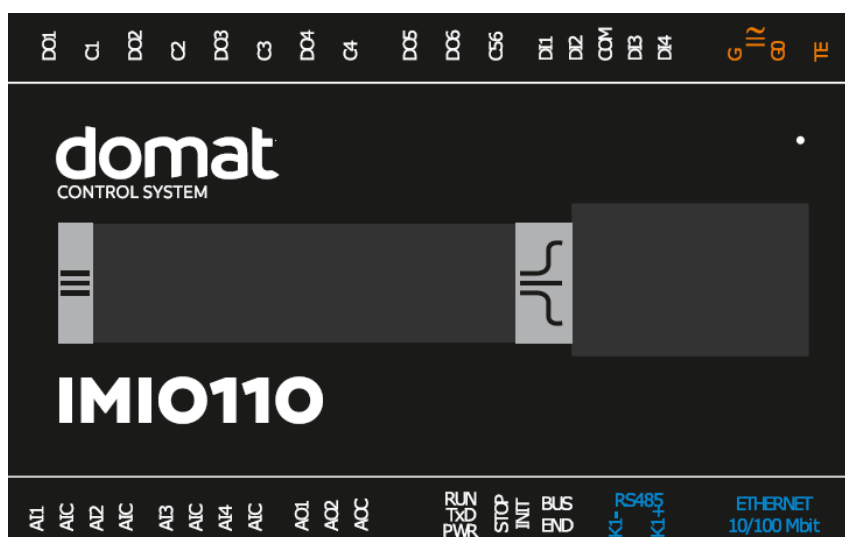 DO1 C1 DO2 C2 DO3 C3 DO4 C4 DO5 DO6 C56 DI1 DI2 COM DI3 DI4 G ≅ G0 TE
domat
CONTROL SYSTEM
IMIO110
AI1 AIC AI2 AIC AI3 AIC AI4 AIC AO1 AO2 AOC
RUN
TxD
PWR
STOP
INIT
BUS
END
RS485
K1- K1+
ETHERNET
10/100 Mbit